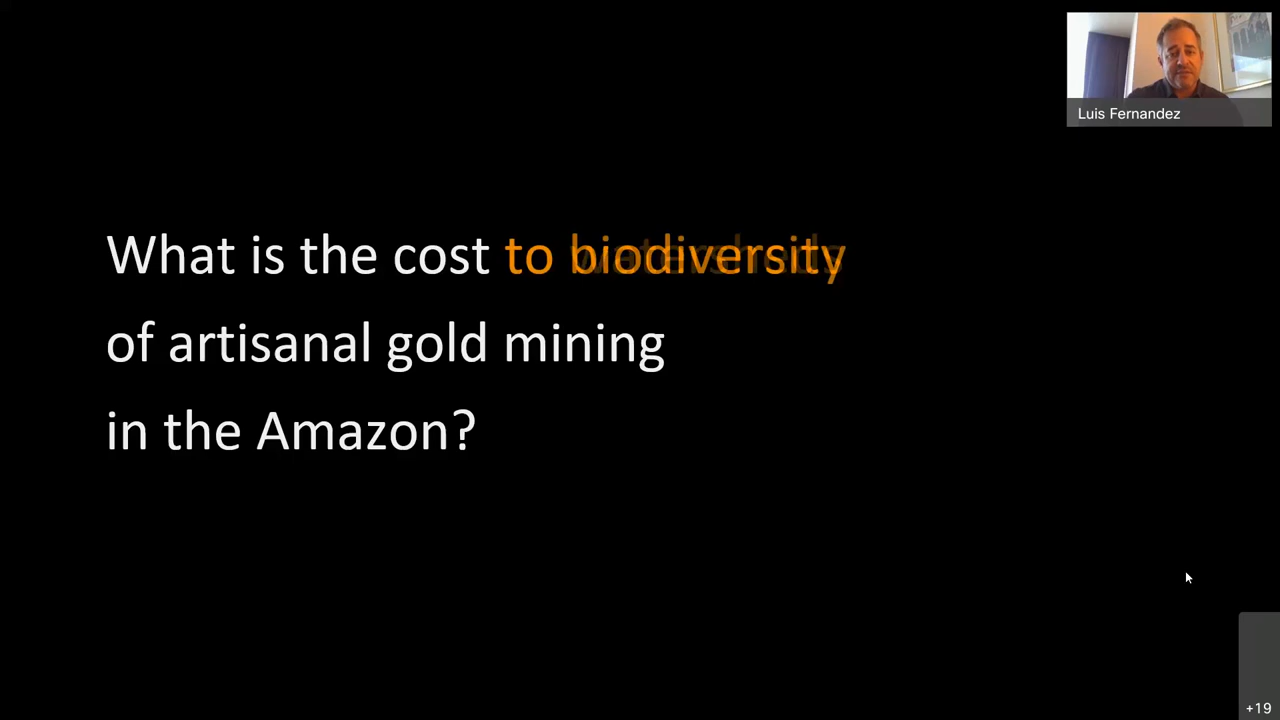 Luis Fernandez
What is the cost to biodiversity
of artisanal gold mining
in the Amazon?
+19